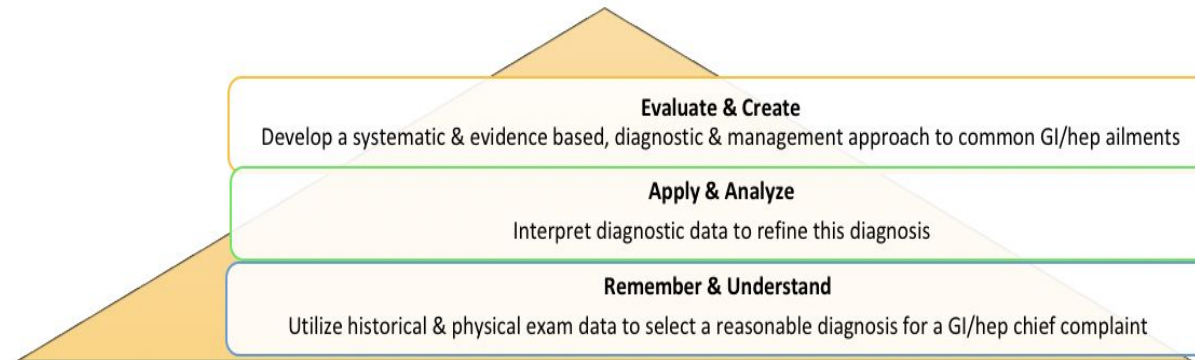 Evaluate & Create
Develop a systematic & evidence based, diagnostic & management approach to common GI/hep ailments
Apply & Analyze
Interpret diagnostic data to refine this diagnosis
Remember & Understand
Utilize historical & physical exam data to select a reasonable diagnosis for a GI/hep chief complaint